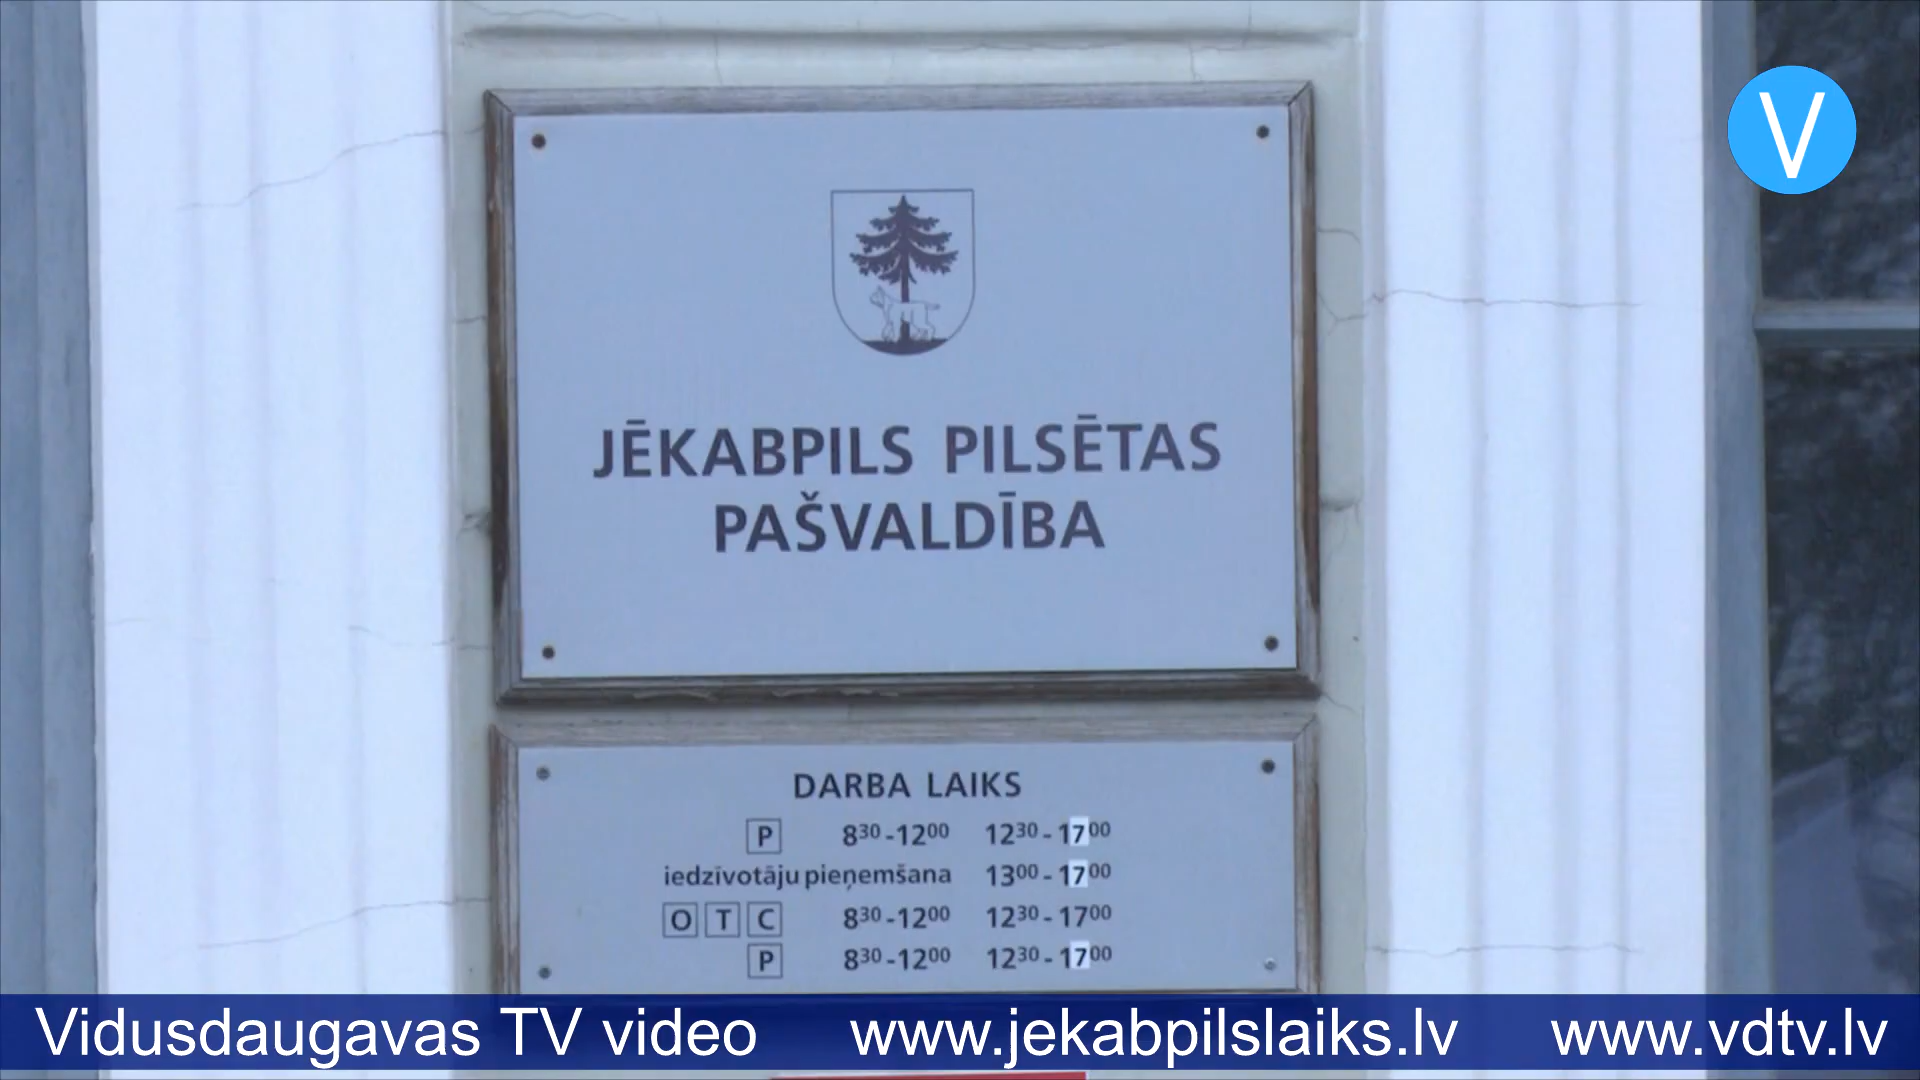 V
JĒKABPILS PILSĒTAS
PAŠVALDĪBA
DARBA LAIKS
P 8³⁰-12⁰⁰ 12³⁰-17⁰⁰
iedzīvotāju pieņemšana 13⁰⁰-17⁰⁰
O T C 8³⁰-12⁰⁰ 12³⁰-17⁰⁰
P 8³⁰-12⁰⁰ 12³⁰-17⁰⁰
Vidusdaugavas TV video www.jekabpilslaiks.lv www.vdtv.lv